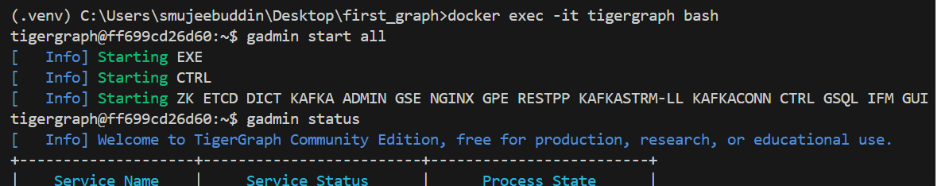 (.venv) C:\Users\smujeebuddin\Desktop\first_graph>docker exec -it tigergraph bash
tigergraph@ff699cd26d60:~$ gadmin start all
[   Info] Starting EXE
[   Info] Starting CTRL
[   Info] Starting ZK ETCD DICT KAFKA ADMIN GSE NGINX GPE RESTPP KAFKASTRM-LL KAFKACONN CTRL GSQL IFM GUI
tigergraph@ff699cd26d60:~$ gadmin status
[   Info] Welcome to TigerGraph Community Edition, free for production, research, or educational use.
+--------------------+-------------------------+-------------------------+
|    Service Name    |     Service Status      |      Process State      |